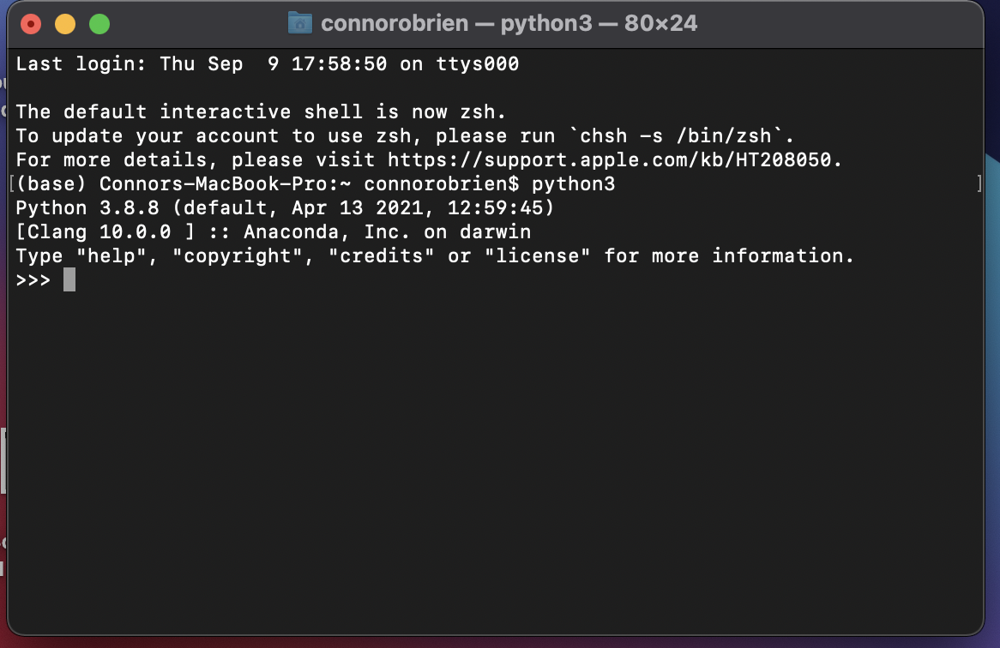 connorobrien — python3 — 80×24
Last login: Thu Sep  9 17:58:50 on ttys000
The default interactive shell is now zsh.
To update your account to use zsh, please run `chsh -s /bin/zsh`.
For more details, please visit https://support.apple.com/kb/HT208050.
[(base) Connors-MacBook-Pro:~ connorobrien$ python3 ]
Python 3.8.8 (default, Apr 13 2021, 12:59:45)
[Clang 10.0.0 ] :: Anaconda, Inc. on darwin
Type "help", "copyright", "credits" or "license" for more information.
>>>